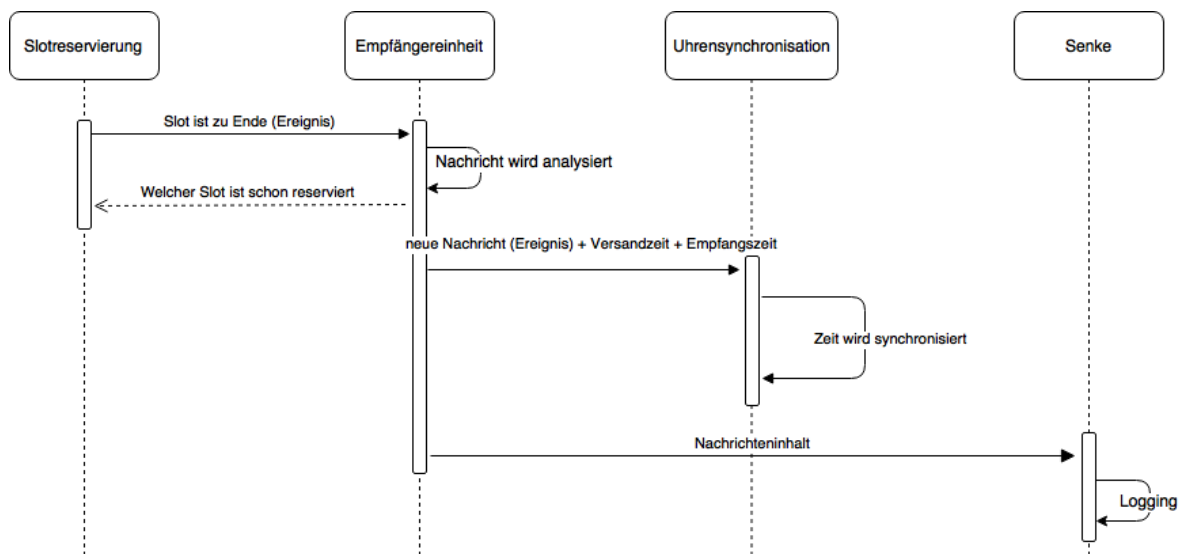 Slotreservierung
Empfängereinheit
Uhrensynchronisation
Senke
Slot ist zu Ende (Ereignis)
Nachricht wird analysiert
Welcher Slot ist schon reserviert
neue Nachricht (Ereignis) + Versandzeit + Empfangszeit
Zeit wird synchronisiert
Nachrichteninhalt
Logging